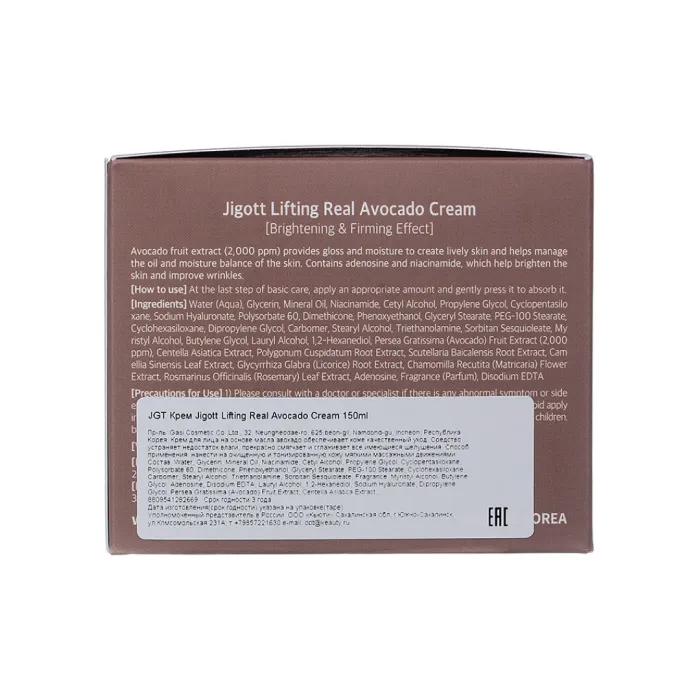 Jigott Lifting Real Avocado Cream
[Brightening & Firming Effect]
Avocado fruit extract (2,000 ppm) provides gloss and moisture to create lively skin and helps manage
the oil and moisture balance of the skin. Contains adenosine and niacinamide, which help brighten the
skin and improve wrinkles.
[How to use] At the last step of basic care, apply an appropriate amount and gently press it to absorb it.
[Ingredients] Water (Aqua), Glycerin, Mineral Oil, Niacinamide, Cetyl Alcohol, Propylene Glycol, Cyclopentasilo
xane, Sodium Hyaluronate, Polysorbate 60, Dimethicone, Phenoxyethanol, Glyceryl Stearate, PEG-100 Stearate,
Cyclohexasiloxane, Dipropylene Glycol, Carbomer, Stearyl Alcohol, Triethanolamine, Sorbitan Sesquioleate, My
ristyl Alcohol, Butylene Glycol, Lauryl Alcohol, 1,2-Hexanediol, Persea Gratissima (Avocado) Fruit Extract (2,000
ppm), Centella Asiatica Extract, Polygonum Cuspidatum Root Extract, Scutellaria Baicalensis Root Extract, Cam
ellia Sinensis Leaf Extract, Glycyrrhiza Glabra (Licorice) Root Extract, Chamomilla Recutita (Matricaria) Flower
Extract, Rosmarinus Officinalis (Rosemary) Leaf Extract, Adenosine, Fragrance (Parfum), Disodium EDTA
[Precautions for Use] 1) Please consult with a doctor or specialist if there is any abnormal symptom or side
apply
children.
JGT Крем Jigott Lifting Real Avocado Cream 150ml
Пр-ль: Gasi Cosmetic Co. Ltd., 32, Neungheodae-ro, 625 beon-gil, Namdong-gu, Incheon, Республика
Корея. Крем для лица на основе масла авокадо обеспечивает коже качественный уход. Средство
устраняет недостаток влаги, прекрасно смягчает и сглаживает все имеющиеся шелушения. Способ
применения: нанести на очищенную и тонизированную кожу мягкими массажными движениями.
Состав: Water, Glycerin, Mineral Oil, Niacinamide, Cetyl Alcohol, Propylene Glycol, Cyclopentasiloxane,
Polysorbate 60, Dimethicone, Phenoxyethanol, Glyceryl Stearate, PEG-100 Stearate, Cyclohexasiloxane,
Carbomer, Stearyl Alcohol, Triethanolamine, Sorbitan Sesquioleate, Fragrance, Myristyl Alcohol, Butylene
Glycol, Adenosine, Disodium EDTA, Lauryl Alcohol, 1,2-Hexanediol, Sodium Hyaluronate, Dipropylene
Glycol, Persea Gratissima (Avocado) Fruit Extract, Centella Asiatica Extract.
8809541282669 Срок годности 3 года
Дата изготовления(срок годности) указана на упаковке(таре)
Уполномоченный представитель в России: ООО «Кьюти» Сахалинская обл, г Южно-Сахалинск,
ул Комсомольская 231А, т +79857221630 e-mail:
EAC
OREA